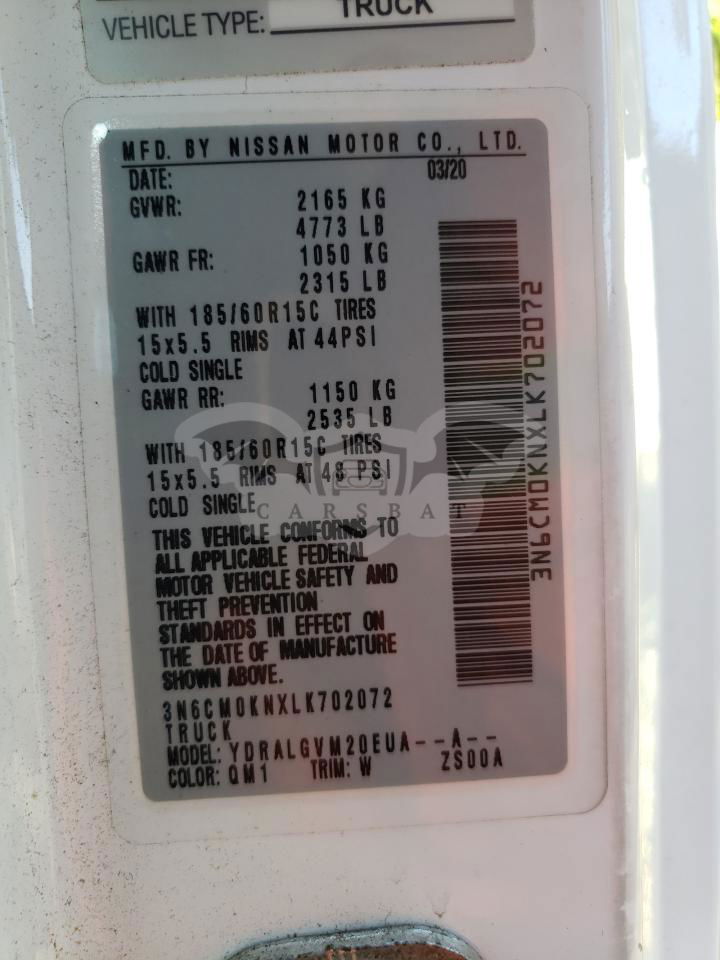 VEHICLE TYPE: TRUCK
MFD. BY NISSAN MOTOR CO., LTD.
DATE: 03/20
GVWR: 2165 KG
4773 LB
GAWR FR: 1050 KG
2315 LB
WITH 185/60R15C TIRES
15x5.5 RIMS AT 44PSI
COLD SINGLE
GAWR RR: 1150 KG
2535 LB
WITH 185/60R15C TIRES
15x5.5 RIMS AT 48 PSI
COLD SINGLE
CARSBAT
THIS VEHICLE CONFORMS TO
ALL APPLICABLE FEDERAL
MOTOR VEHICLE SAFETY AND
THEFT PREVENTION
STANDARDS IN EFFECT ON
THE DATE OF MANUFACTURE
SHOWN ABOVE.
3N6CM0KNXLK702072
TRUCK
MODEL: YDRALGVM20EUA--A--
COLOR: QM1 TRIM: W ZS00A
3N6CM0KNXLK702072